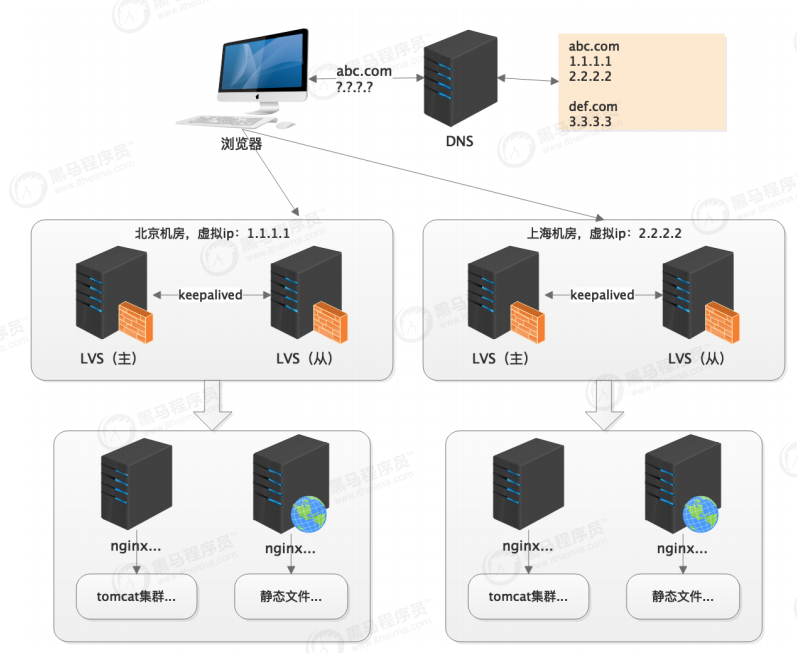 abc.com
?.?.?.?
abc.com
1.1.1.1
2.2.2.2
def.com
3.3.3.3
浏览器
DNS
北京机房，虚拟ip：1.1.1.1
keepalived
LVS（主）
LVS（从）
上海机房，虚拟ip：2.2.2.2
keepalived
LVS（主）
LVS（从）
nginx...
nginx...
tomcat集群...
静态文件...
nginx...
nginx...
tomcat集群...
静态文件...
黑马程序员™
www.itheima.com